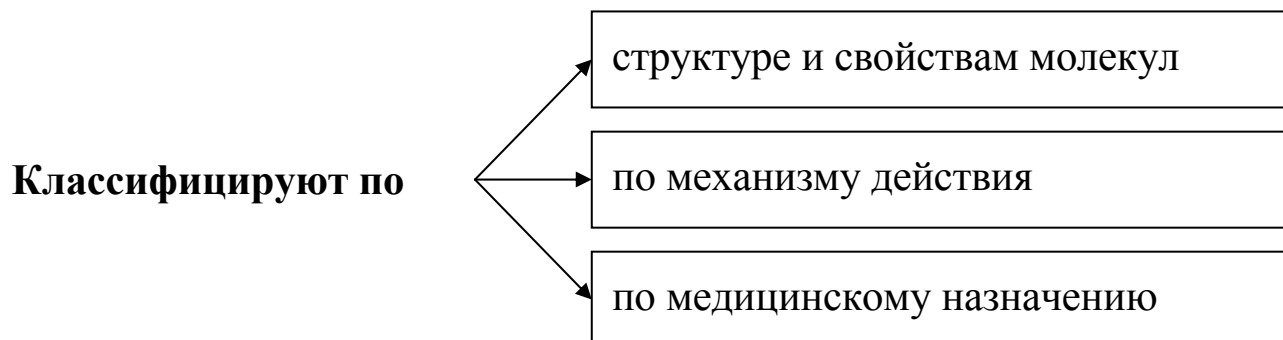 структуре и свойствам молекул
Классифицируют по
по механизму действия
по медицинскому назначению